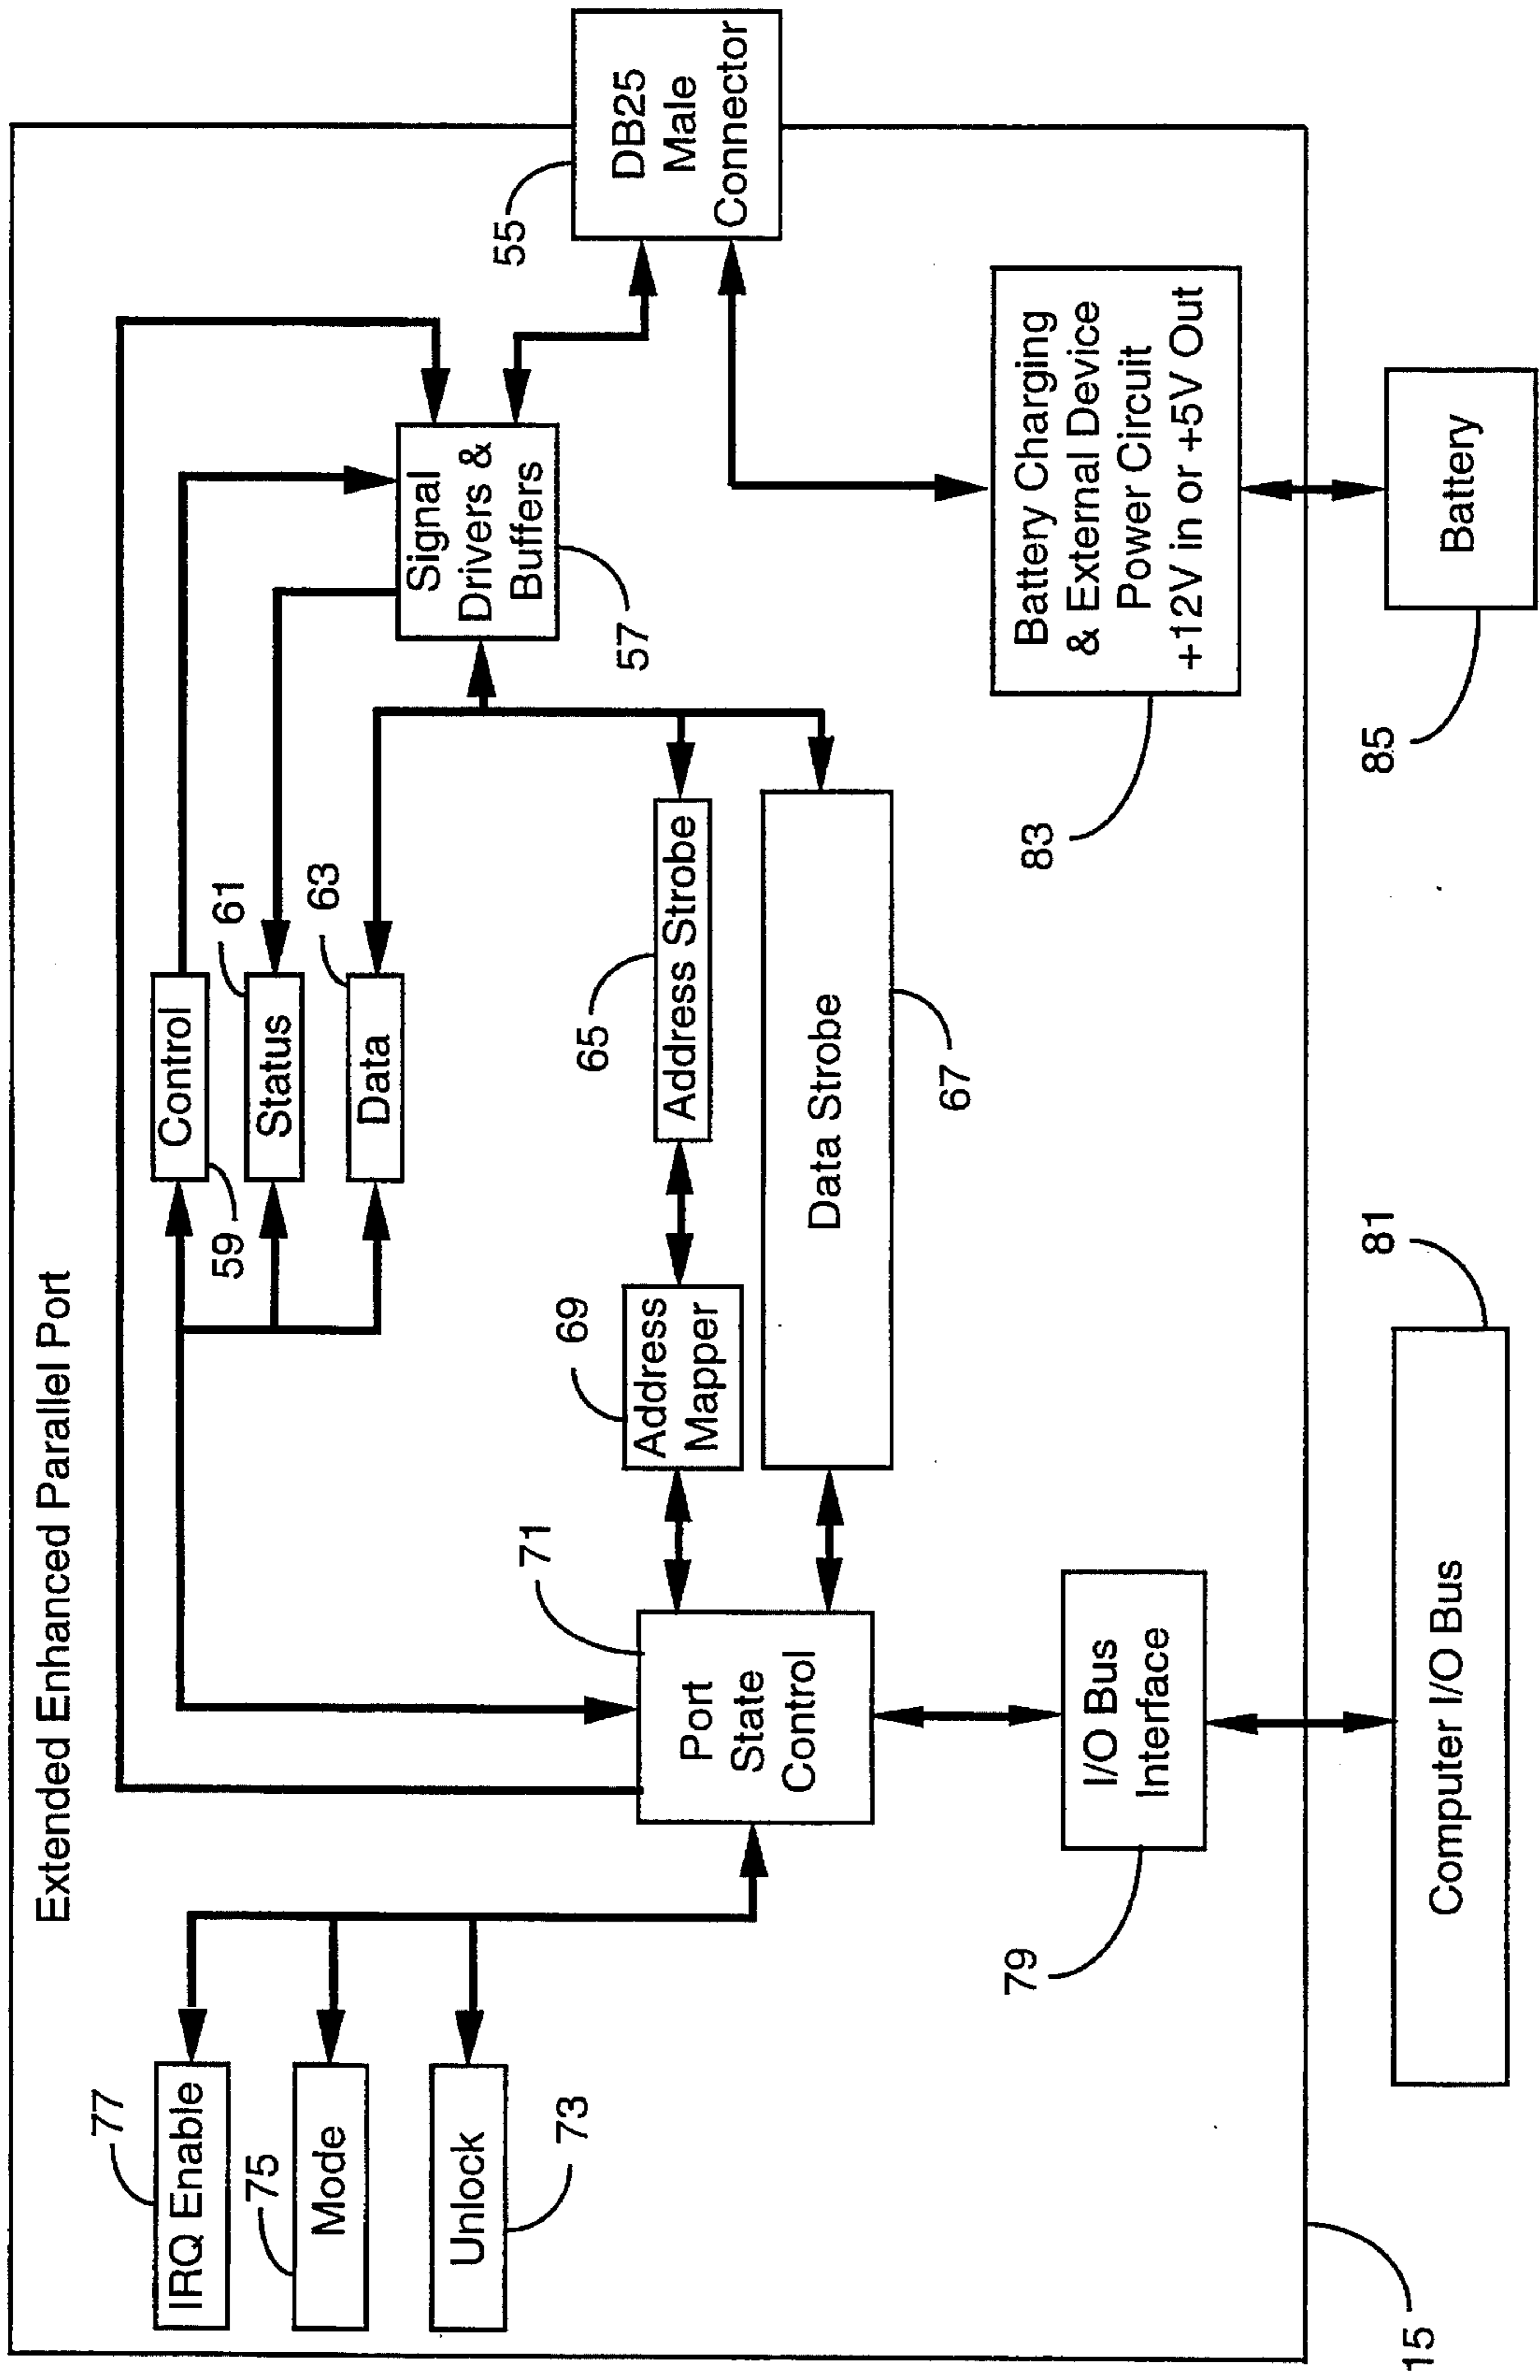 Extended Enhanced Parallel Port
77
IRQ Enable
75
Mode
Unlock
73
71
Port
State
Control
79
I/O Bus
Interface
81
Computer I/O Bus
15
59
Control
61
Status
63
Data
69
Address
Mapper
65
Address Strobe
Data Strobe
67
Signal
Drivers &
Buffers
57
55
DB25
Male
Connector
Battery Charging
& External Device
Power Circuit
+12V in or +5V Out
83
Battery
85